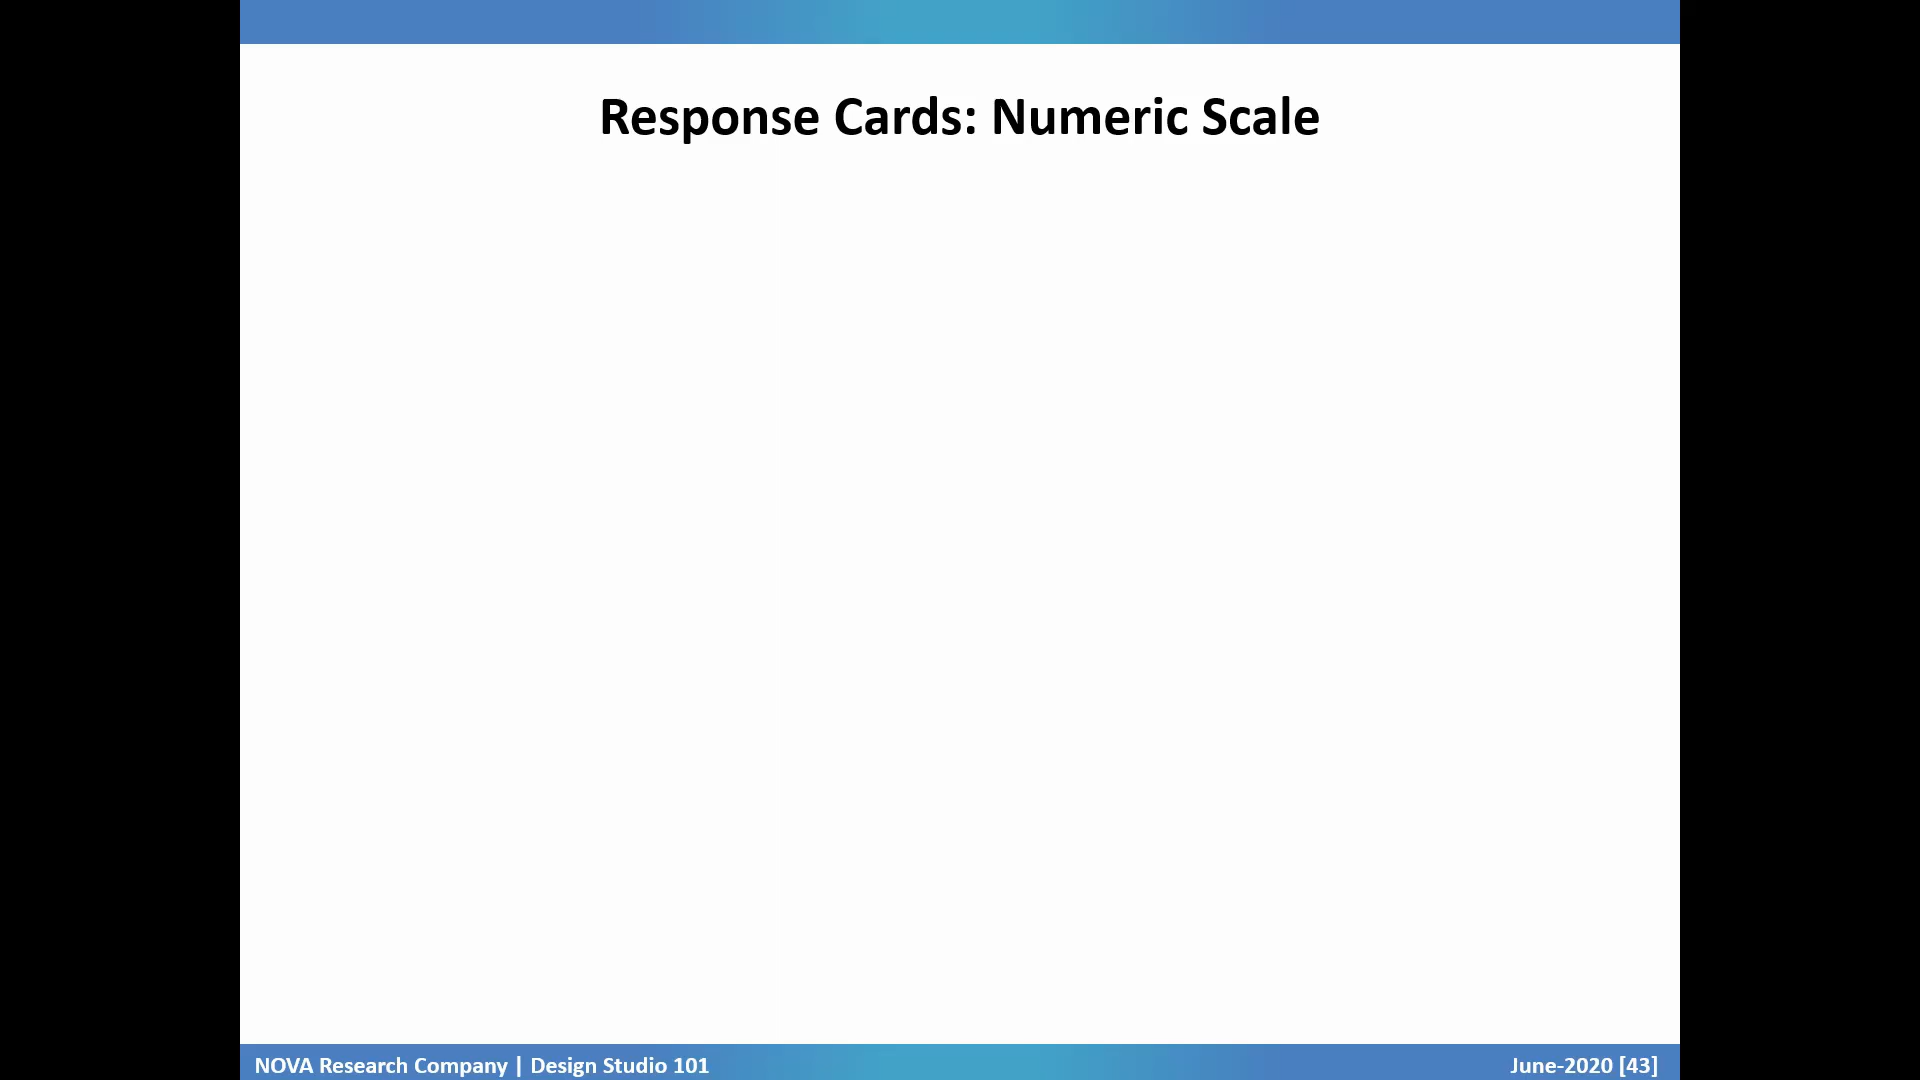 Response Cards: Numeric Scale
NOVA Research Company | Design Studio 101
June-2020 [43]